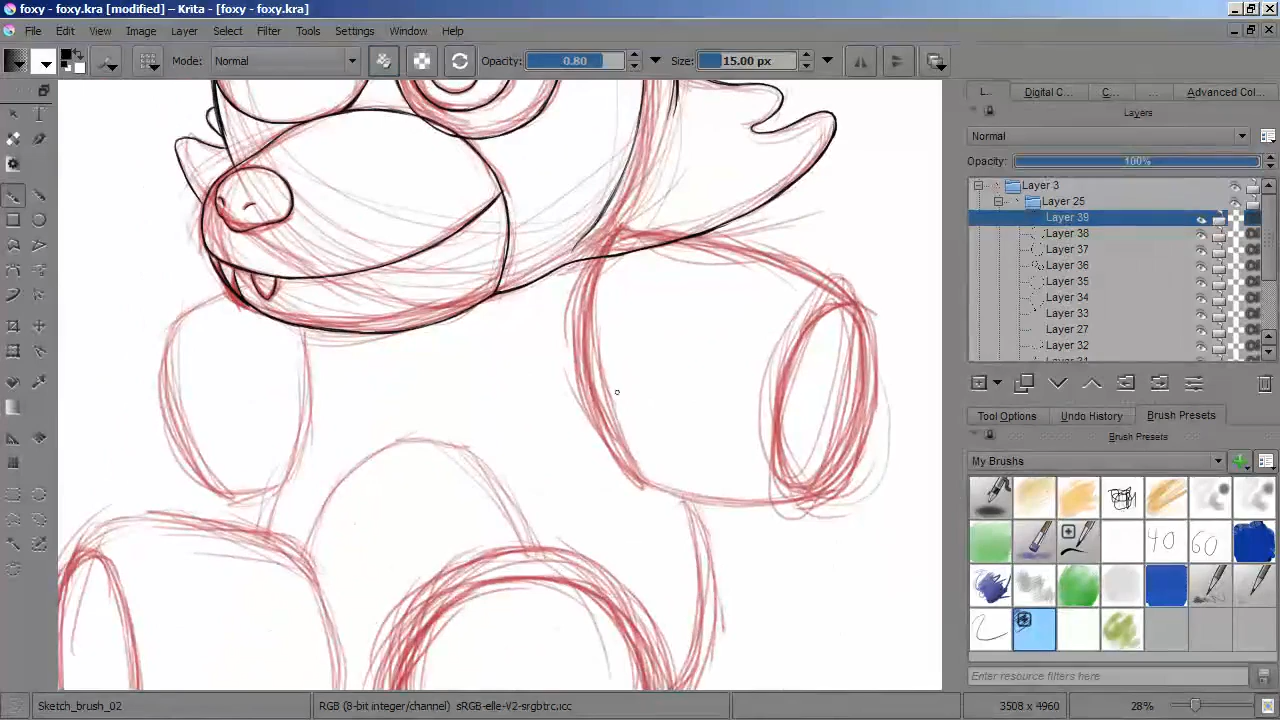 foxy - foxy.kra [modified] – Krita - [foxy - foxy.kra]
File Edit View Image Layer Select Filter Tools Settings Window Help
Mode: Normal Opacity: 0.80 Size: 15.00 px
L... Digital C... C... ... Advanced Col...
Layers
Normal
Opacity: 100%
Layer 3
Layer 25
Layer 39
Layer 38
Layer 37
Layer 36
Layer 35
Layer 34
Layer 33
Layer 27
Layer 32
Tool Options Undo History Brush Presets
Brush Presets
My Brushes
40 60
Enter resource filters here
Sketch_brush_02 RGB (8-bit integer/channel) sRGB-elle-V2-srgbtrc.icc 3508 x 4960 28%